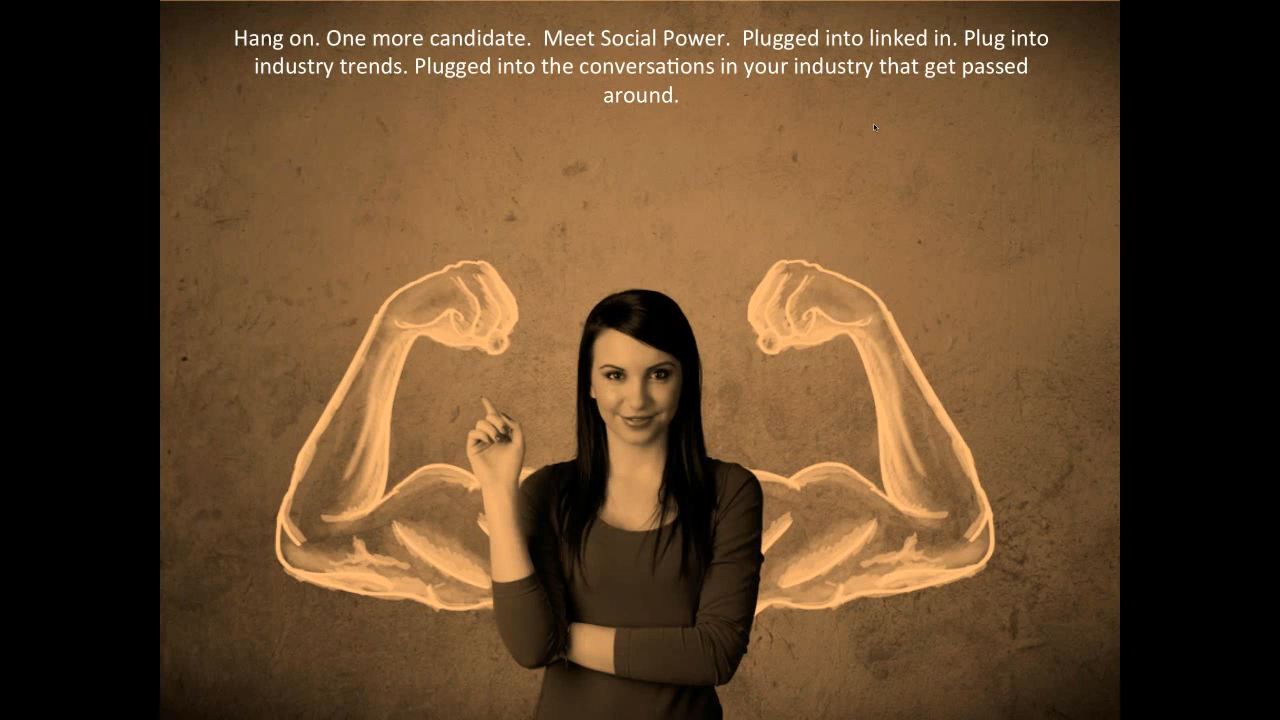 Hang on. One more candidate.  Meet Social Power.  Plugged into linked in. Plug into
industry trends. Plugged into the conversations in your industry that get passed
around.